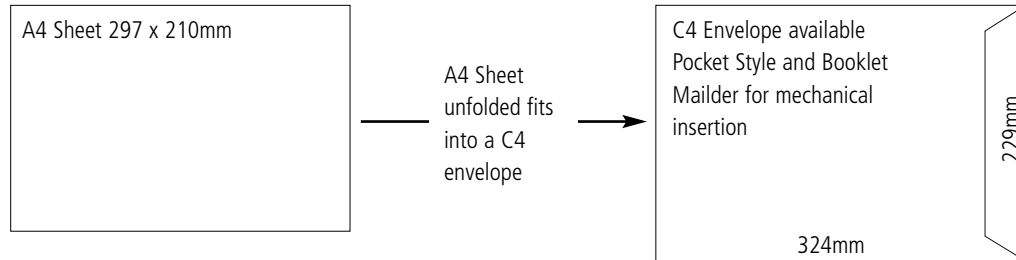 A4 Sheet 297 x 210mm
A4 Sheet
unfolded fits
into a C4
envelope
C4 Envelope available
Pocket Style and Booklet
Mailder for mechanical
insertion
229mm
324mm